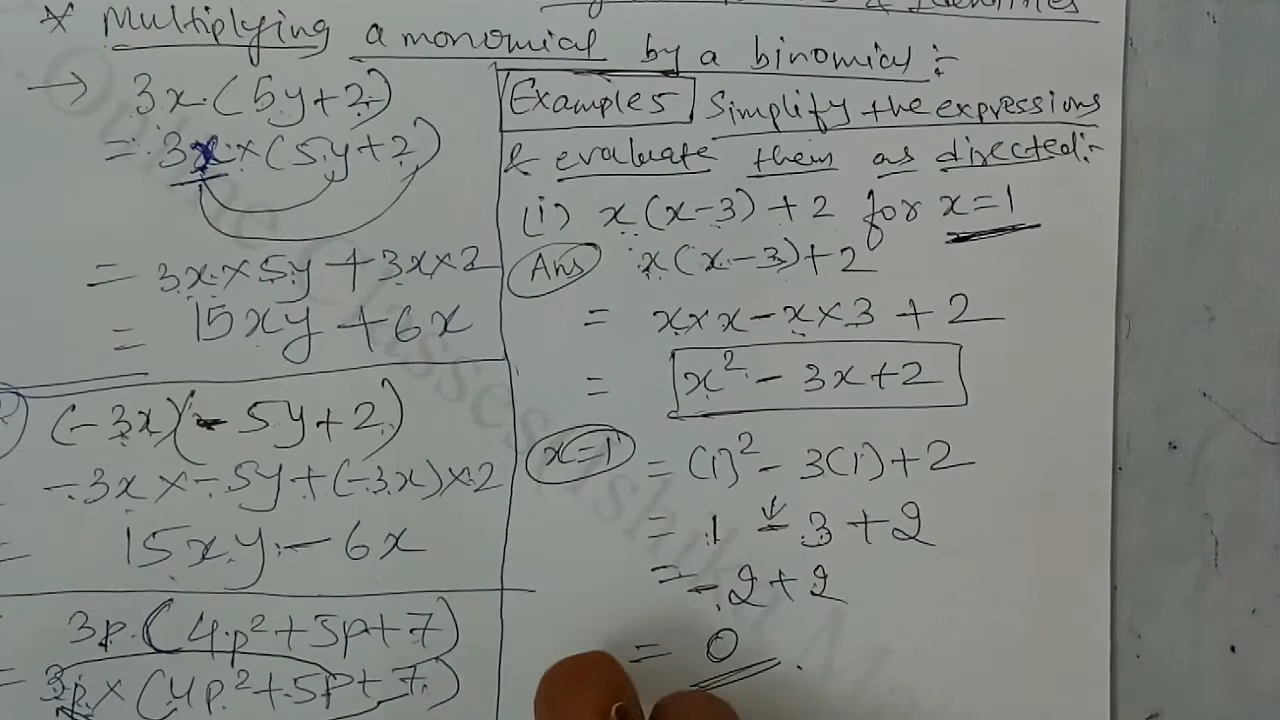 & Identities
* Multiplying a monomial by a binomial:-
→ 3x.(5y+2)
= 3x×(5y+2)
= 3x×5y+3x×2
= 15xy+6x
(-3x)(-5y+2)
-3x×-5y+(-3x)×2
= 15xy-6x
3p.(4p²+5p+7)
= 3p×(4p²+5p+7)
Examples Simplify the expressions
& evaluate them as directed:-
(i) x(x-3)+2 for x=1
Ans x(x-3)+2
= x×x-x×3+2
= x²-3x+2
x=1 = (1)²-3(1)+2
= 1-3+2
= -2+2
= 0.